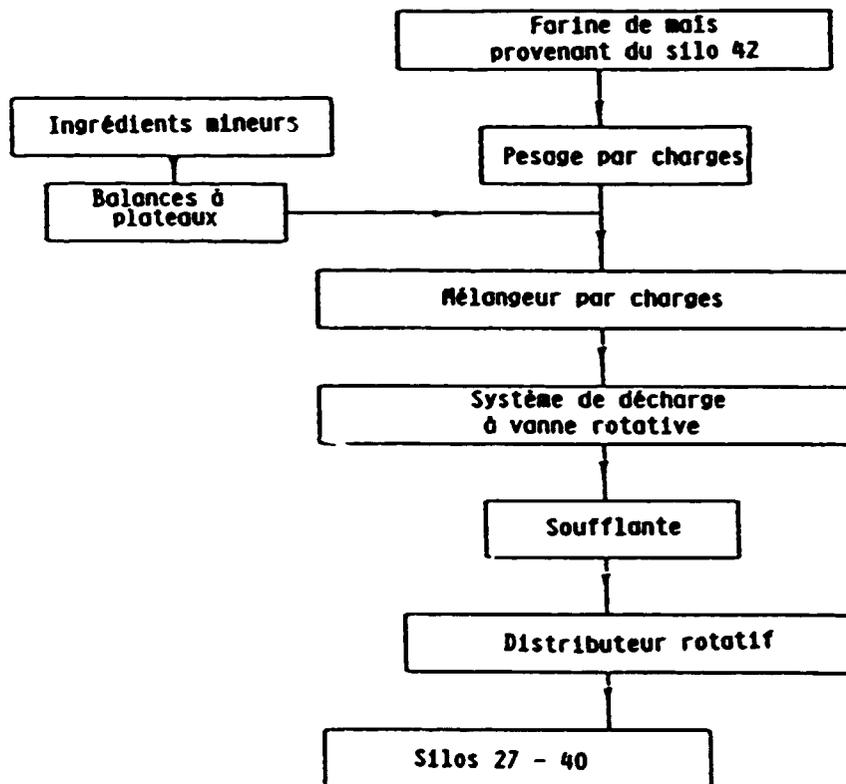 Farine de maïs
provenant du silo 42
Ingrédients mineurs
Pesage par charges
Balances à
plateaux
Mélangeur par charges
Système de décharge
à vanne rotative
Soufflante
Distributeur rotatif
Silos 27 - 40